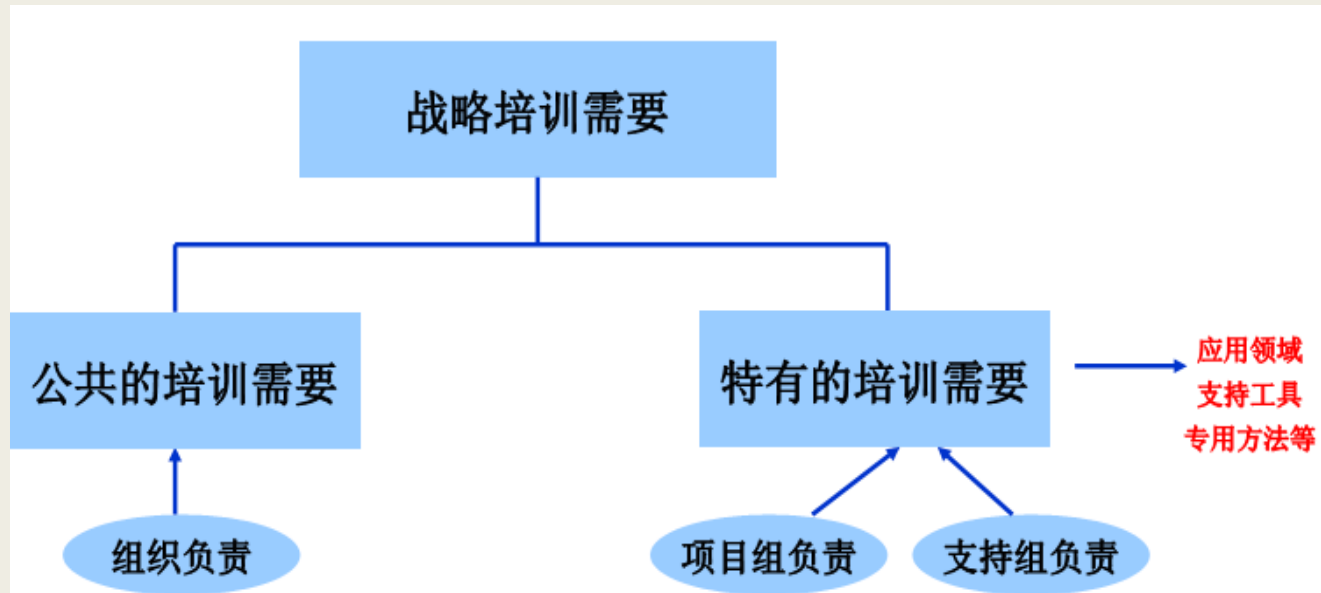 战略培训需要
公共的培训需要
特有的培训需要
应用领域
支持工具
专用方法等
组织负责
项目组负责
支持组负责